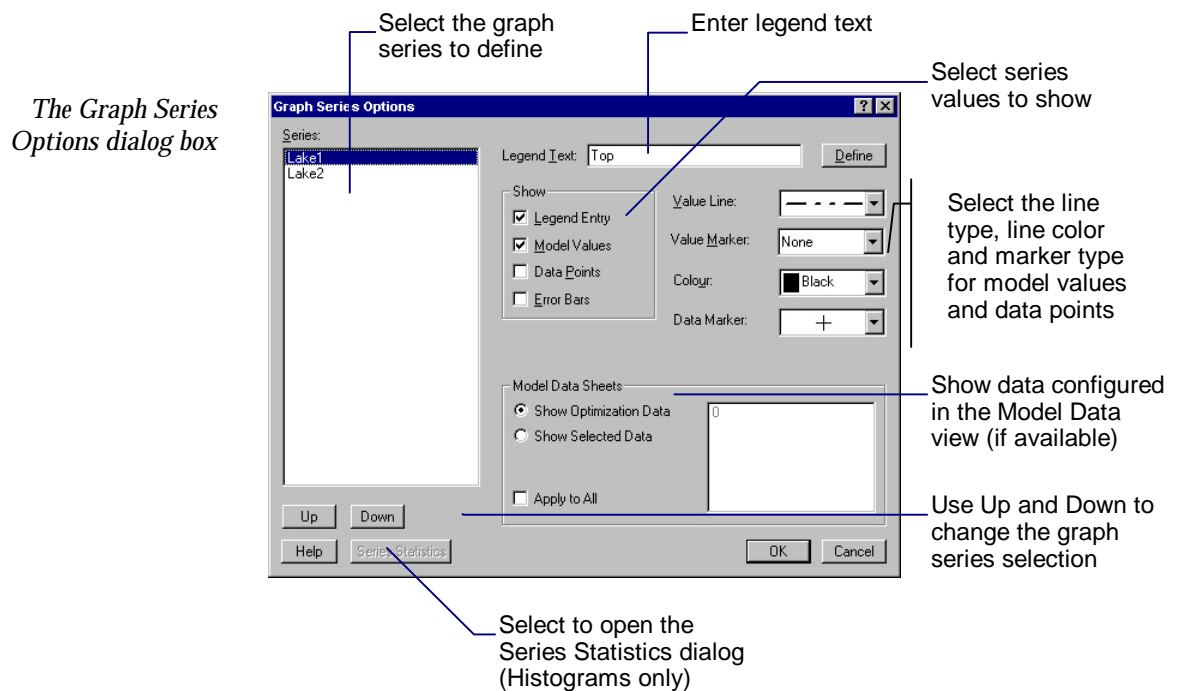 Select the graph
series to define
Enter legend text
Select series
values to show
The Graph Series
Options dialog box
Graph Series Options
Series:
Lake1
Lake2
Legend Text:
Top
Define
Show
Legend Entry
Model Values
Data Points
Error Bars
Value Line:
Value Marker:
None
Colour:
Black
Data Marker:
Select the line
type, line color
and marker type
for model values
and data points
Model Data Sheets
Show Optimization Data
Show Selected Data
0
Apply to All
Show data configured
in the Model Data
view (if available)
Up
Down
Help
Series Statistics
OK
Cancel
Use Up and Down to
change the graph
series selection
Select to open the
Series Statistics dialog
(Histograms only)